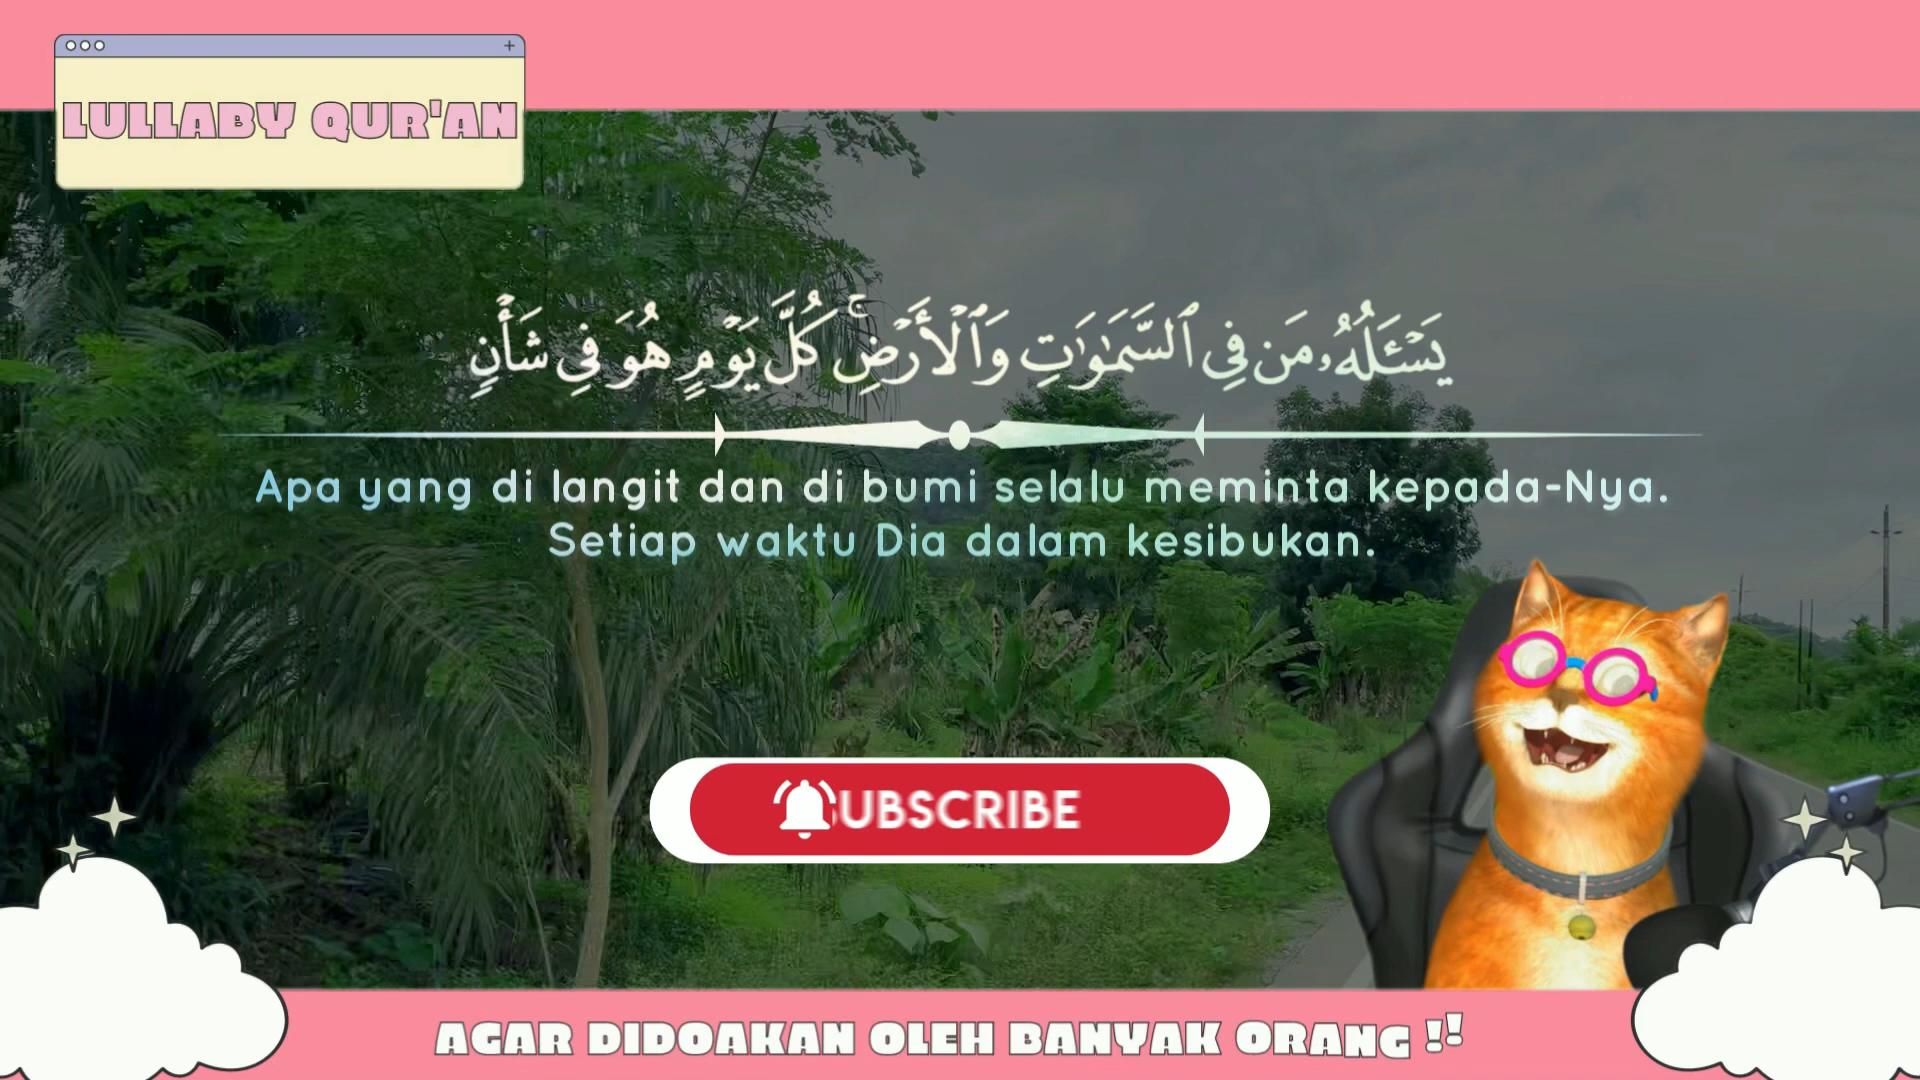 LULLABY QUR'AN
يَسْـَٔلُهُۥ مَن فِى ٱلسَّمَـٰوَٰتِ وَٱلْأَرْضِ ۚ كُلَّ يَوْمٍ هُوَ فِى شَأْنٍ
Apa yang di langit dan di bumi selalu meminta kepada-Nya.
Setiap waktu Dia dalam kesibukan.
UBSCRIBE
AGAR DIDOAKAN OLEH BANYAK ORANG !!